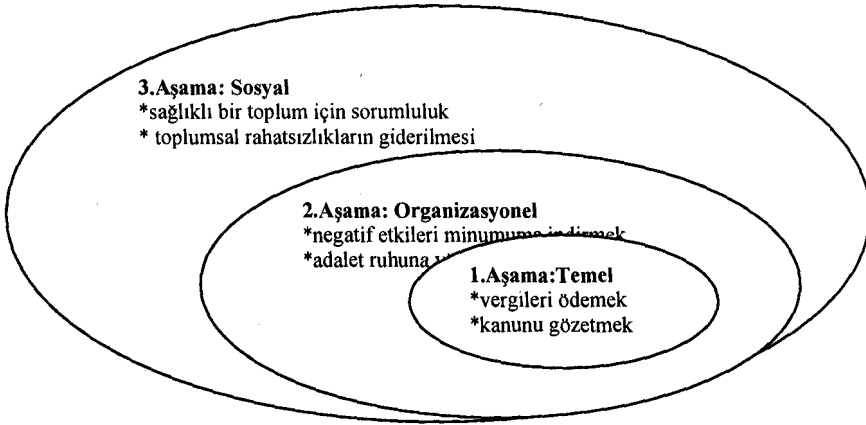 3.Aşama: Sosyal
*sağlıklı bir toplum için sorumluluk
* toplumsal rahatsızlıkların giderilmesi
2.Aşama: Organizasyonel
*negatif etkileri minumuma indirmek
*adalet ruhuna
1.Aşama:Temel
*vergileri ödemek
*kanunu gözetmek